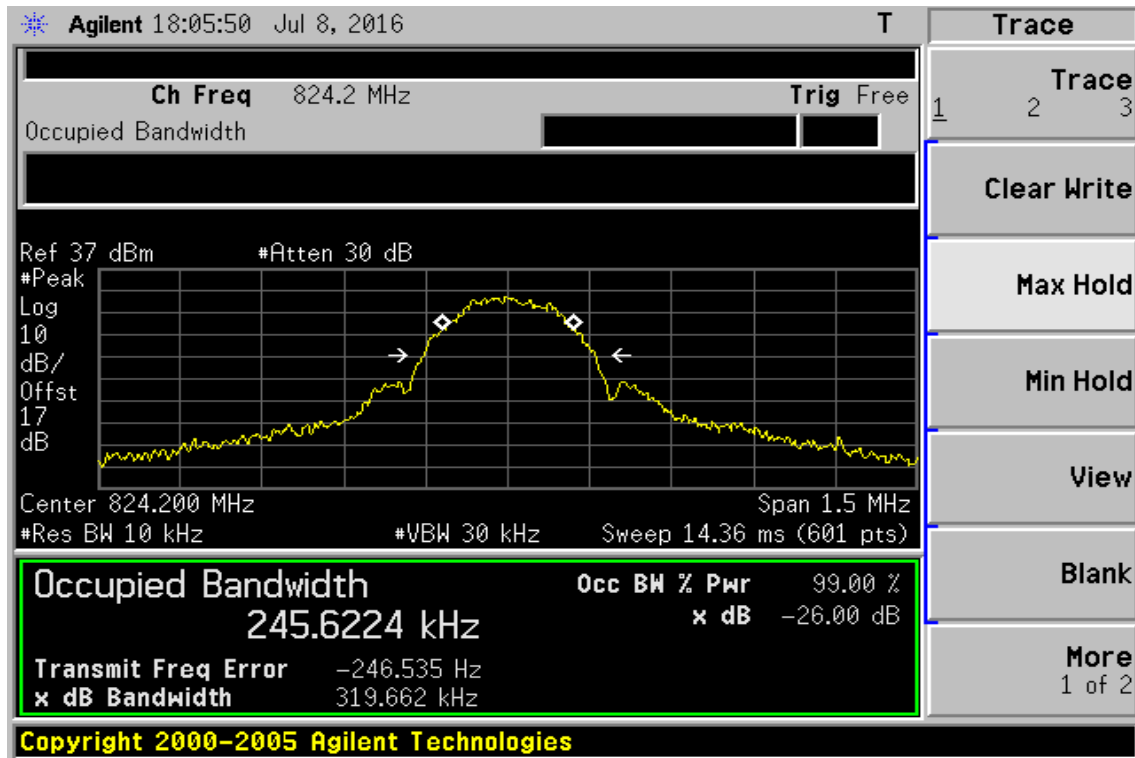 Agilent 18:05:50 Jul 8, 2016 T
Trace
Ch Freq 824.2 MHz Trig Free
Occupied Bandwidth
Trace
1 2 3
Clear Write
Max Hold
Min Hold
View
Blank
More
1 of 2
Ref 37 dBm #Atten 30 dB
#Peak
Log
10
dB/
Offst
17
dB
Center 824.200 MHz Span 1.5 MHz
#Res BW 10 kHz #VBW 30 kHz Sweep 14.36 ms (601 pts)
Occupied Bandwidth Occ BW % Pwr 99.00 %
245.6224 kHz x dB -26.00 dB
Transmit Freq Error -246.535 Hz
x dB Bandwidth 319.662 kHz
Copyright 2000-2005 Agilent Technologies